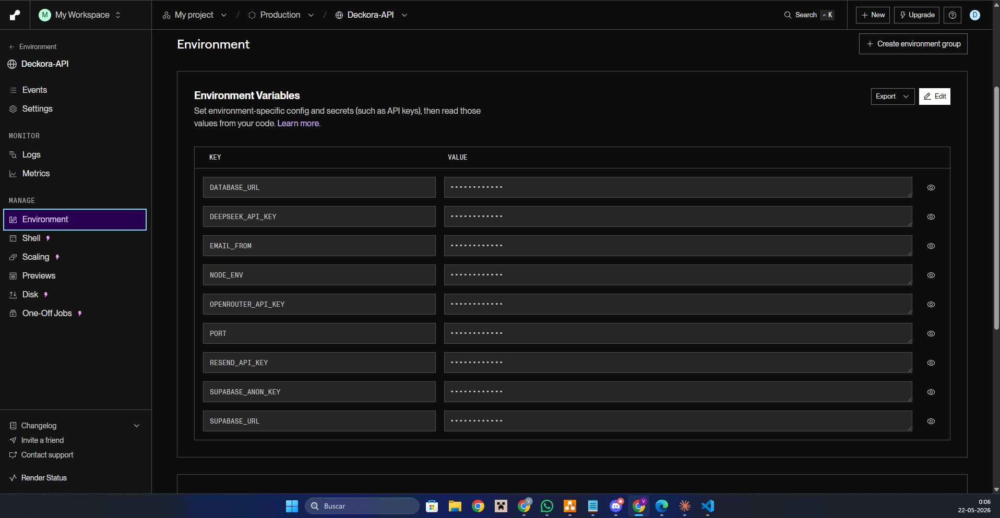 M My Workspace
My project / Production / Deckora-API
Search ^ K
+ New
Upgrade
D
← Environment
Deckora-API
Events
Settings
MONITOR
Logs
Metrics
MANAGE
Environment
Shell
Scaling
Previews
Disk
One-Off Jobs
Changelog
Invite a friend
Contact support
Render Status
Environment
+ Create environment group
Environment Variables
Set environment-specific config and secrets (such as API keys), then read those
values from your code. Learn more.
Export
Edit
KEY VALUE
DATABASE_URL ············
DEEPSEEK_API_KEY ············
EMAIL_FROM ············
NODE_ENV ············
OPENROUTER_API_KEY ············
PORT ············
RESEND_API_KEY ············
SUPABASE_ANON_KEY ············
SUPABASE_URL ············
Buscar
V
V
0:06
22-05-2026